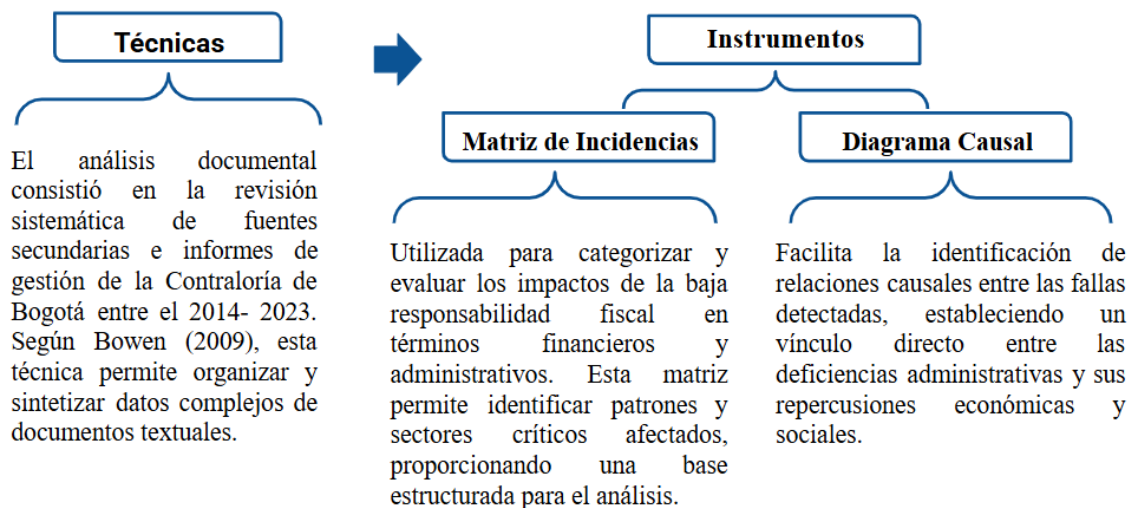 Técnicas
El análisis documental
consistió en la revisión
sistemática de fuentes
secundarias e informes de
gestión de la Contraloría de
Bogotá entre el 2014- 2023.
Según Bowen (2009), esta
técnica permite organizar y
sintetizar datos complejos de
documentos textuales.
Instrumentos
Matriz de Incidencias
Utilizada para categorizar y
evaluar los impactos de la baja
responsabilidad fiscal en
términos financieros y
administrativos. Esta matriz
permite identificar patrones y
sectores críticos afectados,
proporcionando una base
estructurada para el análisis.
Diagrama Causal
Facilita la identificación de
relaciones causales entre las fallas
detectadas, estableciendo un
vínculo directo entre las
deficiencias administrativas y sus
repercusiones económicas y
sociales.